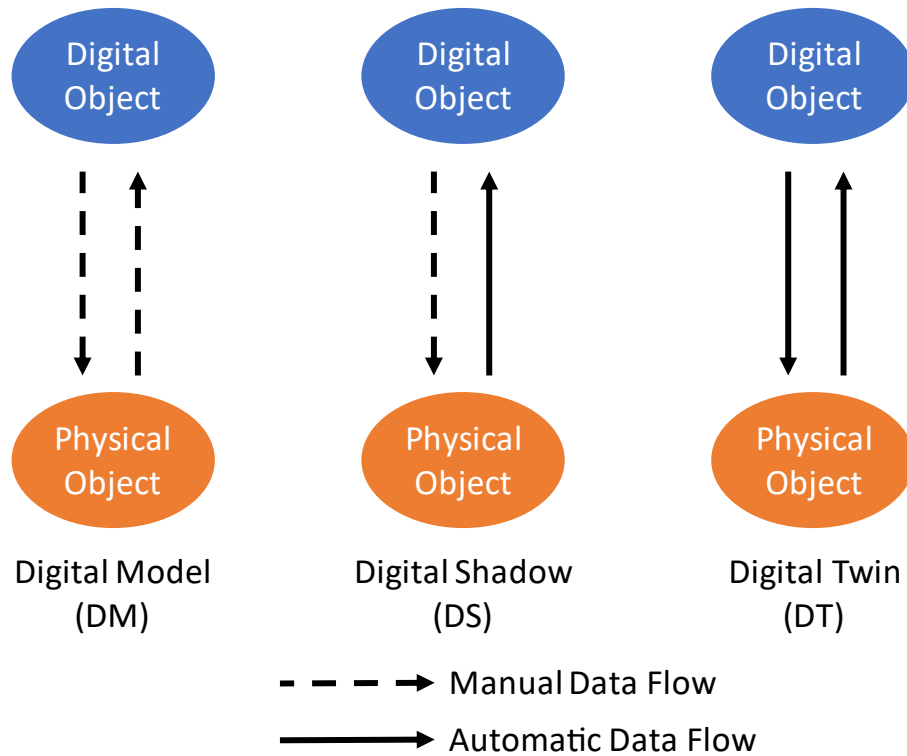 Digital
Object
Digital
Object
Digital
Object
Physical
Object
Physical
Object
Physical
Object
Digital Model
(DM)
Digital Shadow
(DS)
Digital Twin
(DT)
Manual Data Flow
Automatic Data Flow